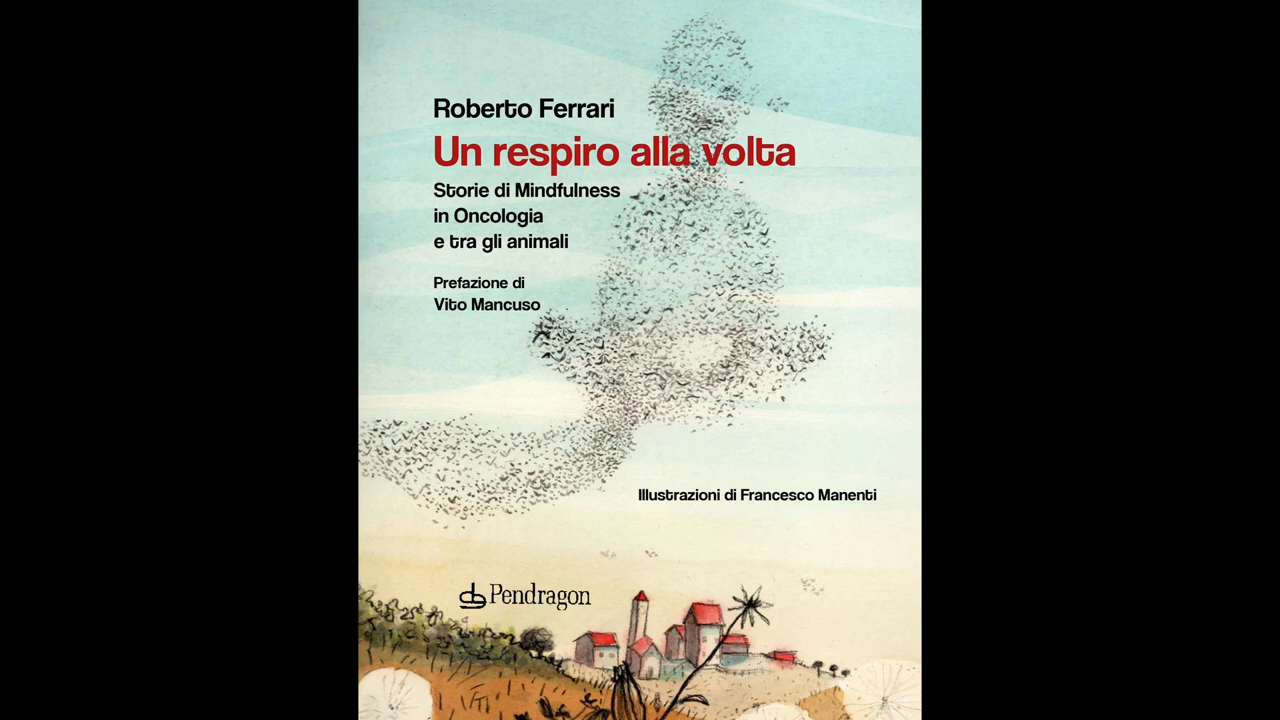 Roberto Ferrari
Un respiro alla volta
Storie di Mindfulness
in Oncologia
e tra gli animali
Prefazione di
Vito Mancuso
Illustrazioni di Francesco Manenti
Pendragon